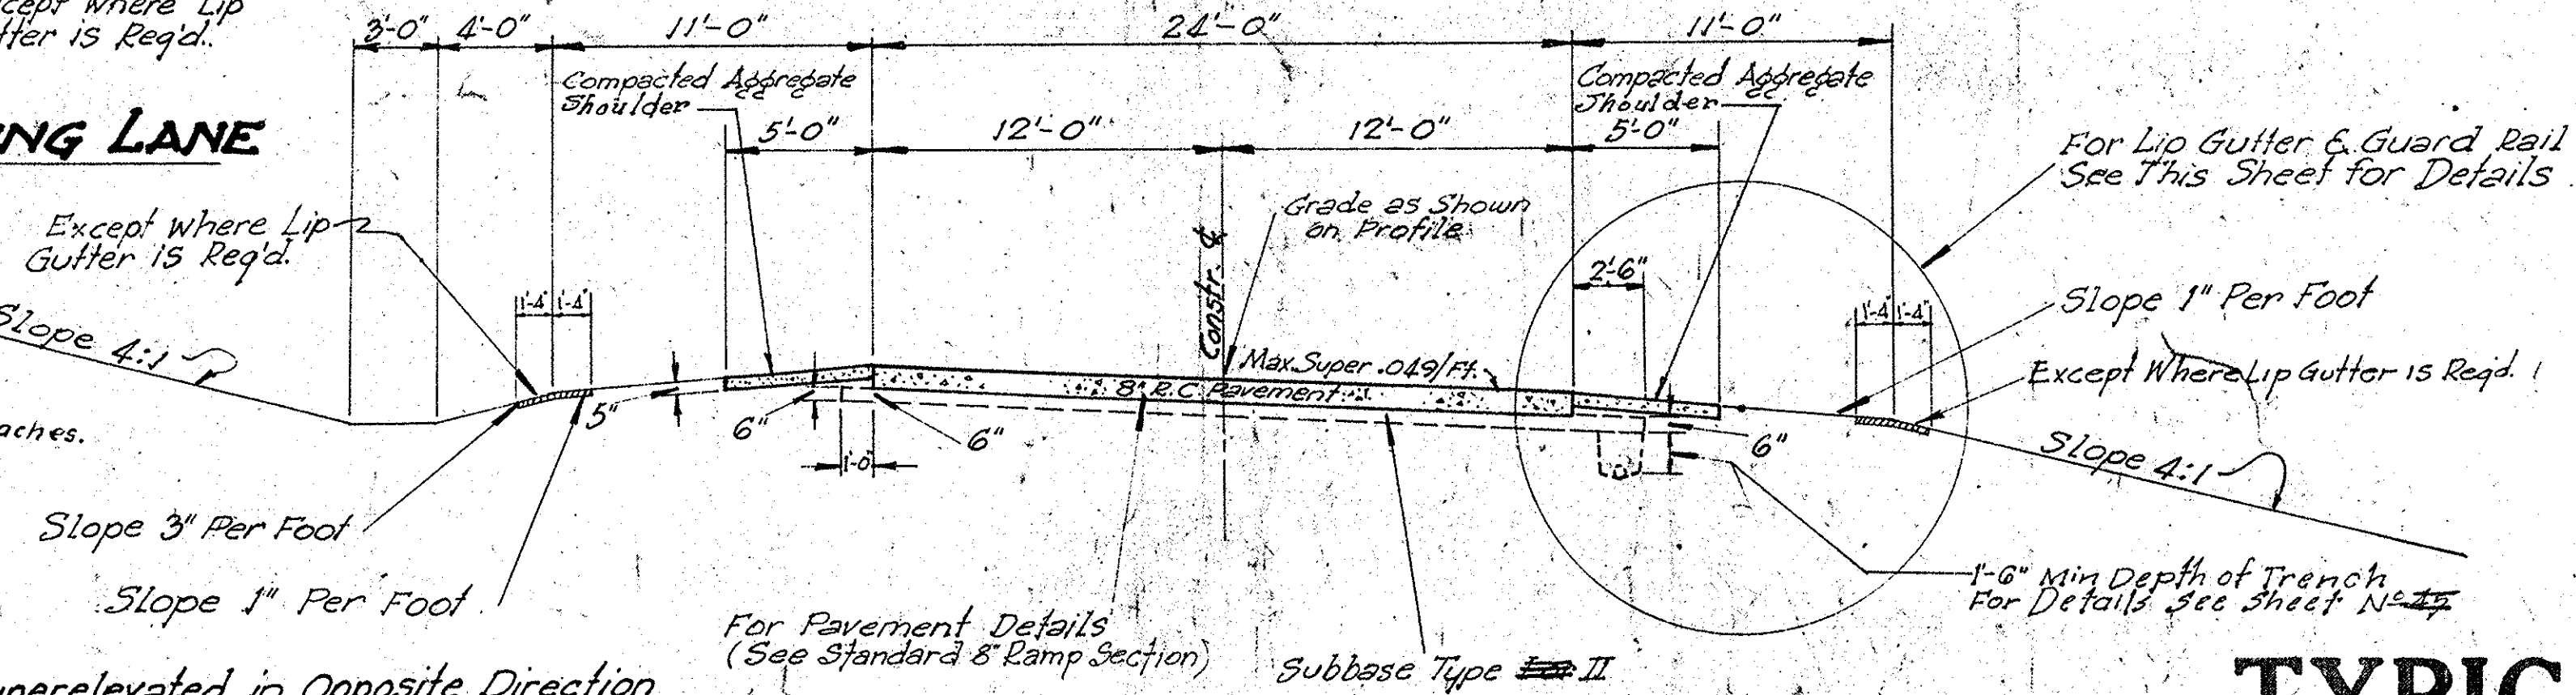 cept Where Lip
tter is Req'd.
3'-0" 4'-0" 11'-0" 24'-0" 11'-0"
Compacted Aggregate
Shoulder
Compacted Aggregate
Shoulder
NG LANE
5'-0" 12'-0" 12'-0" 5'-0"
For Lip Gutter & Guard Rail
See This Sheet for Details
Except where Lip
Gutter is Req'd.
Grade as Shown
on Profile
Constr. ℄
2'-6"
1'-4" 1'-4"
1'-4" 1'-4"
Slope 1" Per Foot
Slope 4:1
Max. Super .049/Ft.
8" R.C. Pavement
Except Where Lip Gutter is Reqd.
5"
6"
6"
6"
1'-0"
aches.
Slope 4:1
Slope 3" Per Foot
Slope 1" Per Foot
1'-6" Min Depth of Trench
For Details See Sheet No 45
For Pavement Details
(See Standard 8" Ramp Section)
Subbase Type II
uperelevated in Opposite Direction
TYPIC